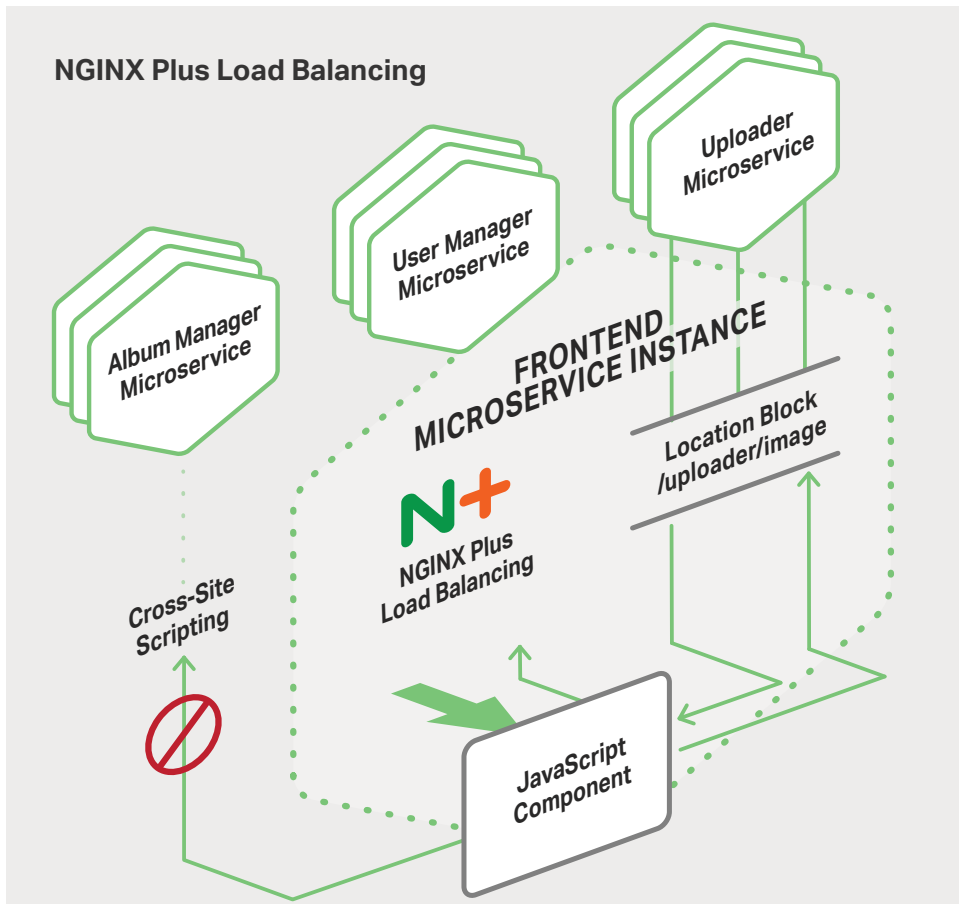 NGINX Plus Load Balancing
Uploader
Microservice
User Manager
Microservice
Album Manager
Microservice
FRONTEND
MICROSERVICE INSTANCE
Location Block
/uploader/image
N+
NGINX Plus
Load Balancing
Cross-Site
Scripting
JavaScript
Component